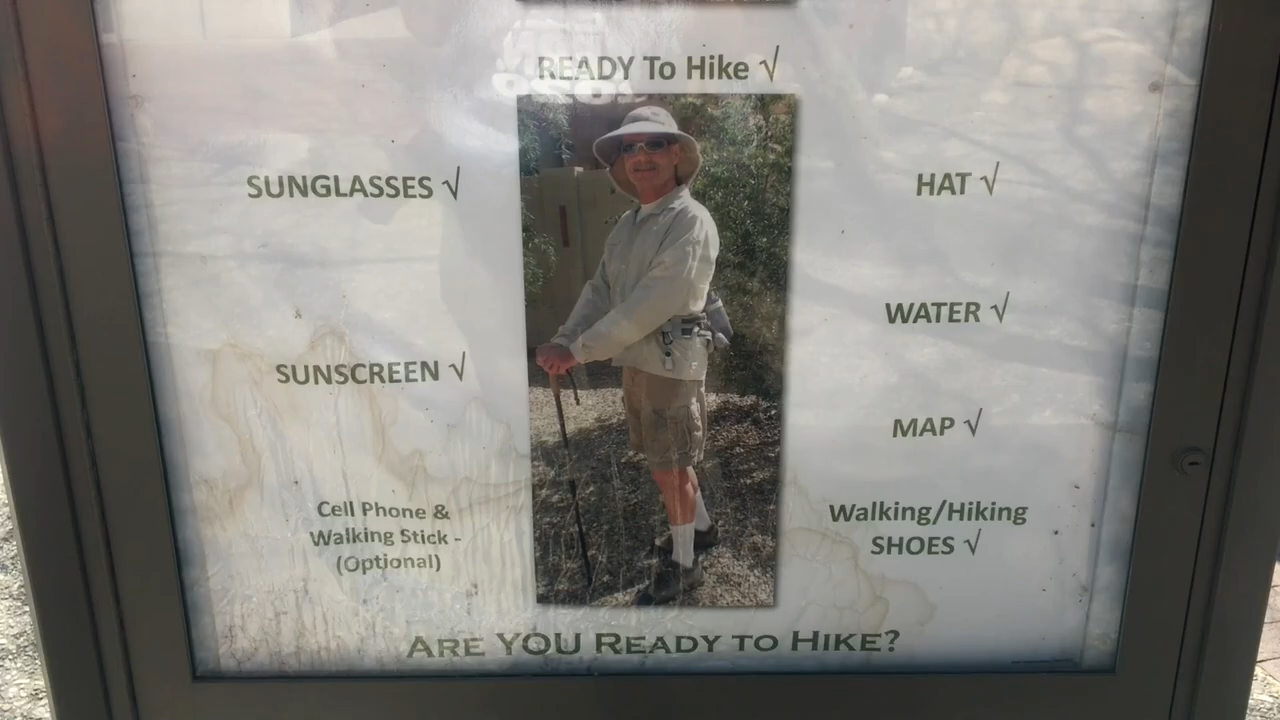 READY To Hike √
SUNGLASSES √
HAT √
WATER √
SUNSCREEN √
MAP √
Cell Phone &
Walking Stick -
(Optional)
Walking/Hiking
SHOES √
ARE YOU READY TO HIKE?